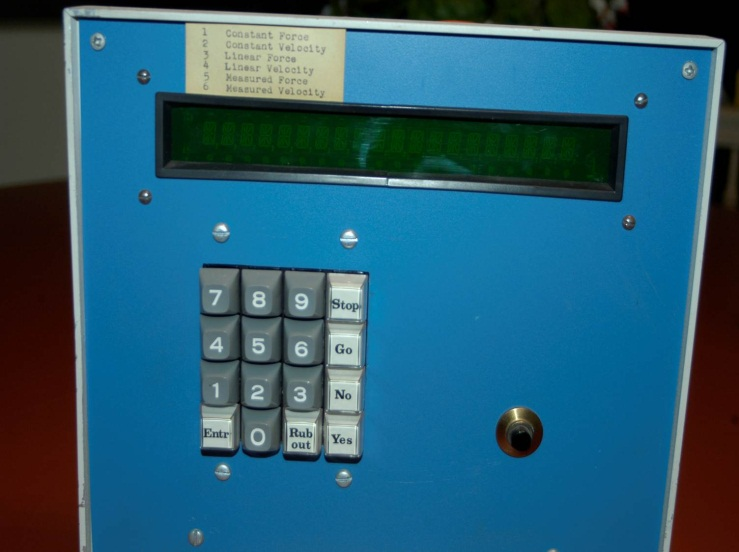 1 Constant Force
2 Constant Velocity
3 Linear Force
4 Linear Velocity
5 Measured Force
6 Measured Velocity
7 8 9 Stop
4 5 6 Go
1 2 3 No
Entr 0 Rub out Yes